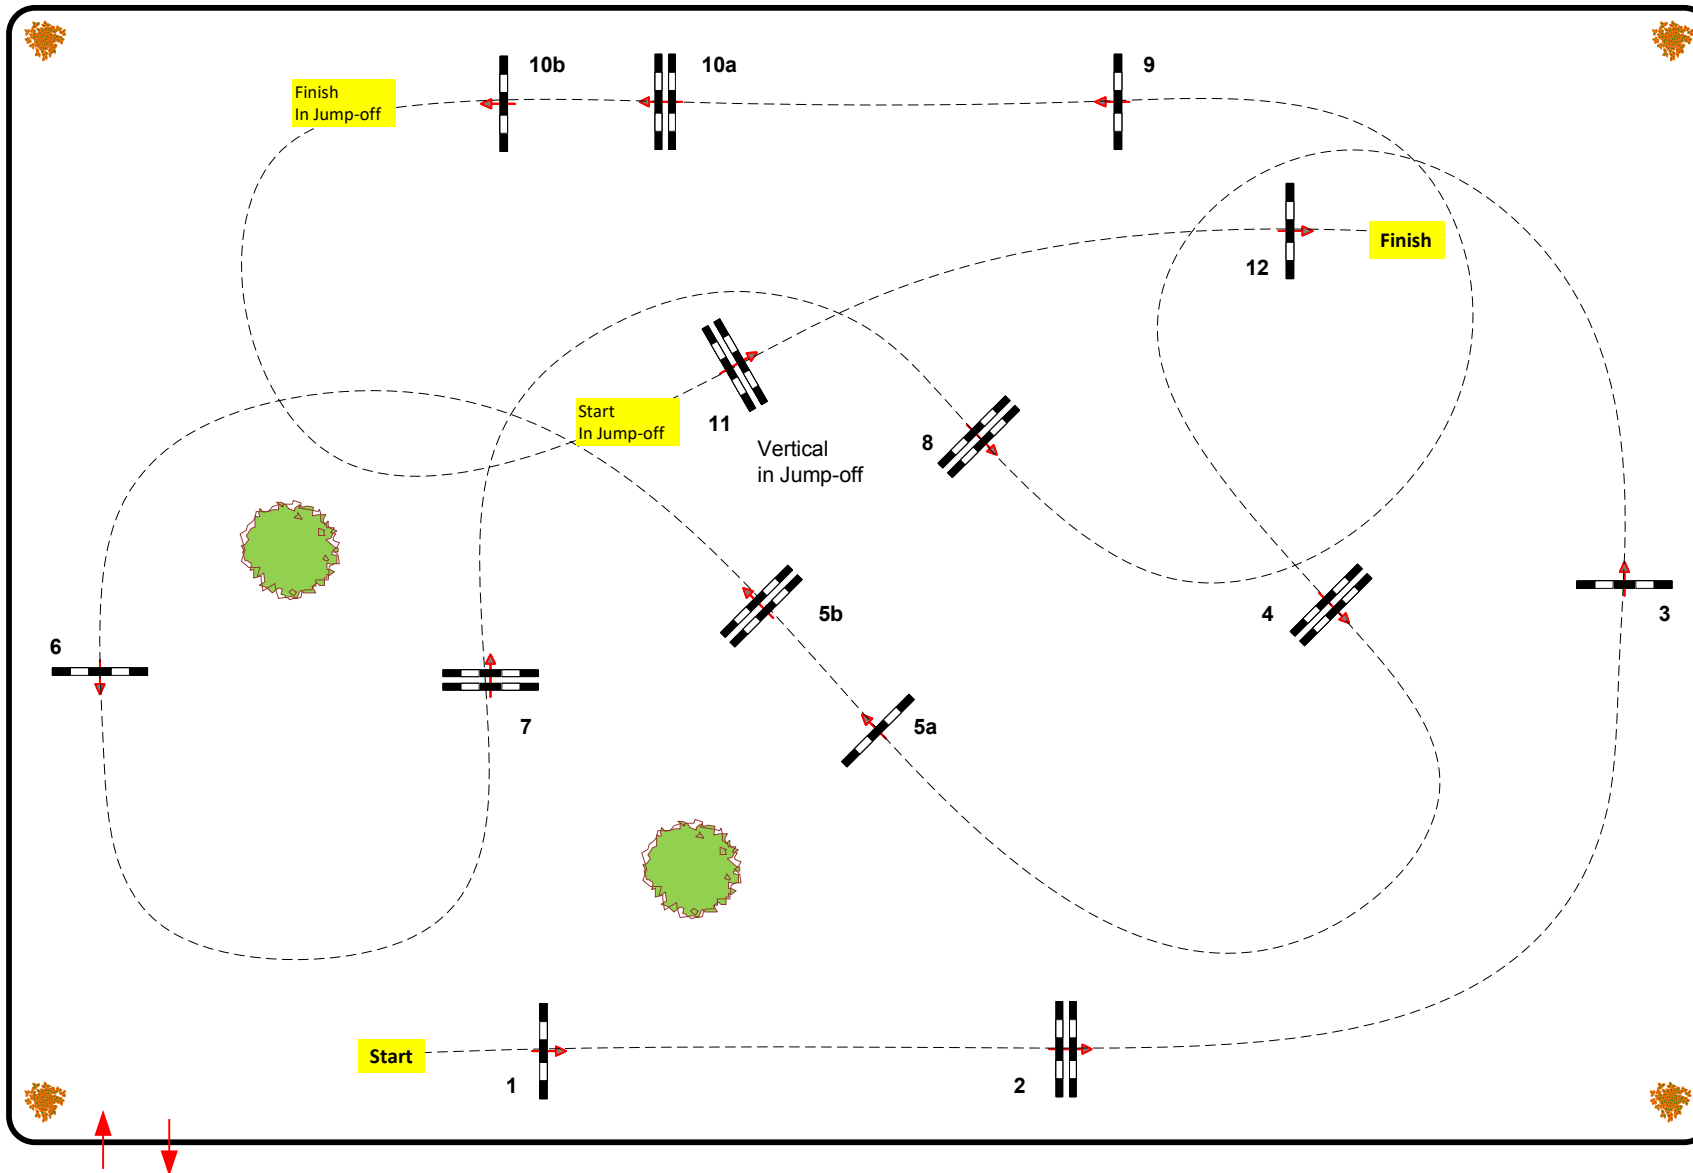 10b
10a
9
Finish
In Jump-off
Finish
12
Start
In Jump-off
11
8
Vertical
in Jump-off
6
5b
4
3
7
5a
Start
1
2